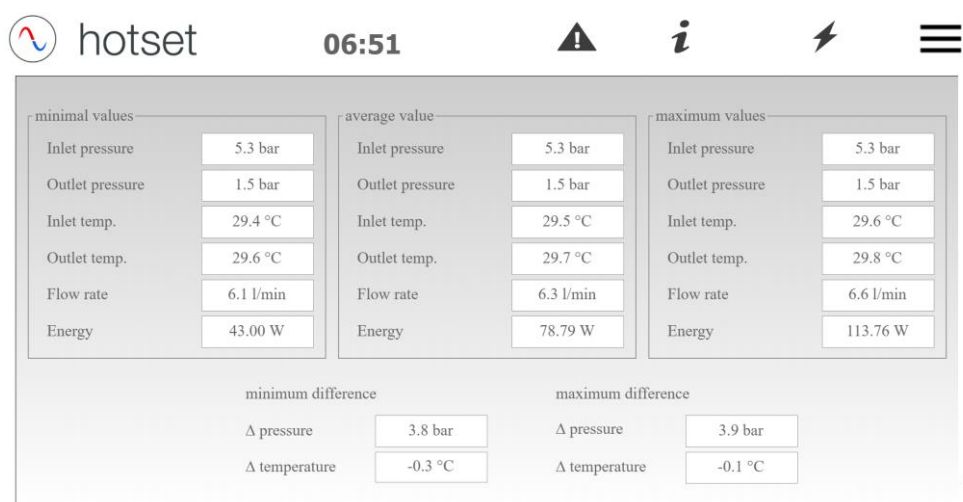 hotset 06:51
minimal values average value maximum values
Inlet pressure 5.3 bar Inlet pressure 5.3 bar Inlet pressure 5.3 bar
Outlet pressure 1.5 bar Outlet pressure 1.5 bar Outlet pressure 1.5 bar
Inlet temp. 29.4 °C Inlet temp. 29.5 °C Inlet temp. 29.6 °C
Outlet temp. 29.6 °C Outlet temp. 29.7 °C Outlet temp. 29.8 °C
Flow rate 6.1 l/min Flow rate 6.3 l/min Flow rate 6.6 l/min
Energy 43.00 W Energy 78.79 W Energy 113.76 W
minimum difference maximum difference
Δ pressure 3.8 bar Δ pressure 3.9 bar
Δ temperature -0.3 °C Δ temperature -0.1 °C